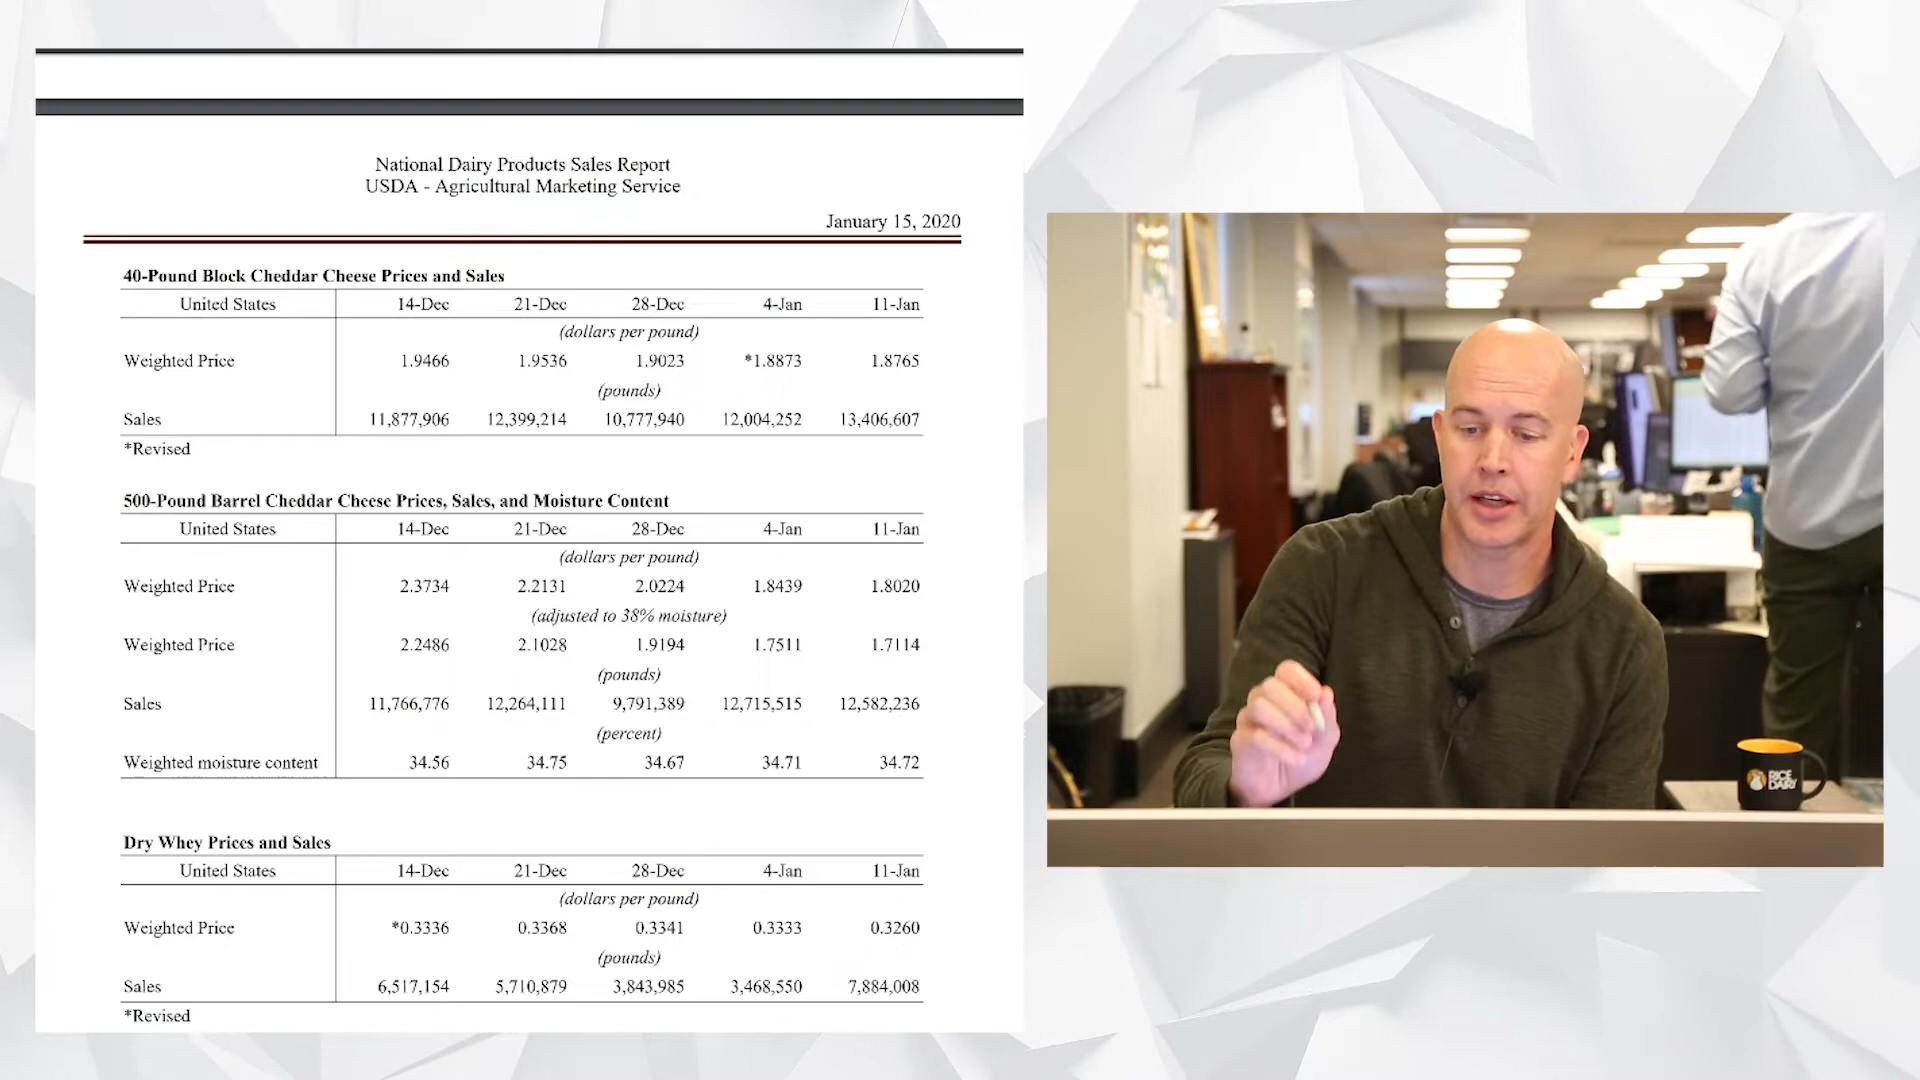 National Dairy Products Sales Report
USDA - Agricultural Marketing Service
January 15, 2020
40-Pound Block Cheddar Cheese Prices and Sales
United States 14-Dec 21-Dec 28-Dec 4-Jan 11-Jan
(dollars per pound)
Weighted Price 1.9466 1.9536 1.9023 *1.8873 1.8765
(pounds)
Sales 11,877,906 12,399,214 10,777,940 12,004,252 13,406,607
*Revised
500-Pound Barrel Cheddar Cheese Prices, Sales, and Moisture Content
United States 14-Dec 21-Dec 28-Dec 4-Jan 11-Jan
(dollars per pound)
Weighted Price 2.3734 2.2131 2.0224 1.8439 1.8020
(adjusted to 38% moisture)
Weighted Price 2.2486 2.1028 1.9194 1.7511 1.7114
(pounds)
Sales 11,766,776 12,264,111 9,791,389 12,715,515 12,582,236
(percent)
Weighted moisture content 34.56 34.75 34.67 34.71 34.72
Dry Whey Prices and Sales
United States 14-Dec 21-Dec 28-Dec 4-Jan 11-Jan
(dollars per pound)
Weighted Price *0.3336 0.3368 0.3341 0.3333 0.3260
(pounds)
Sales 6,517,154 5,710,879 3,843,985 3,468,550 7,884,008
*Revised
RICE
DAIRY